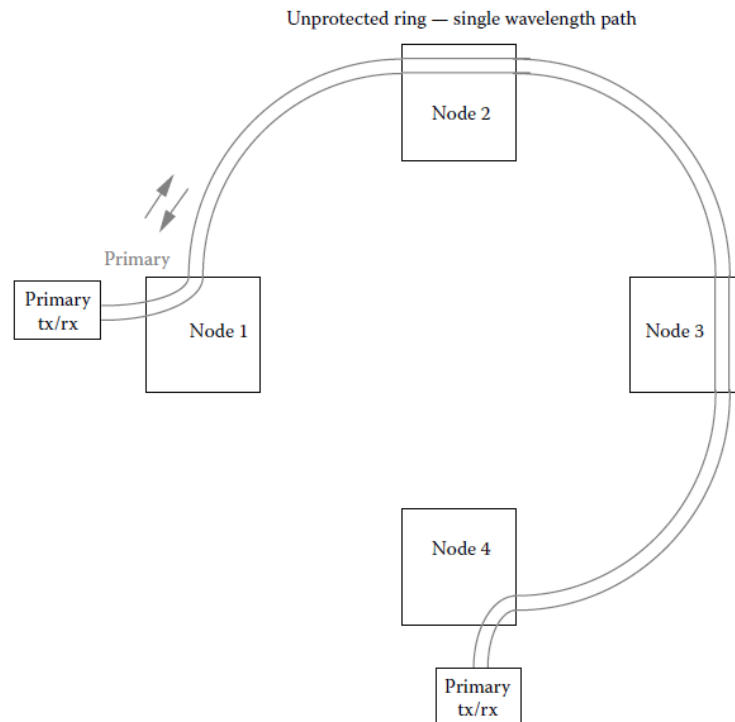 Unprotected ring — single wavelength path
Node 2
Primary
Primary
tx/rx
Node 1
Node 3
Node 4
Primary
tx/rx